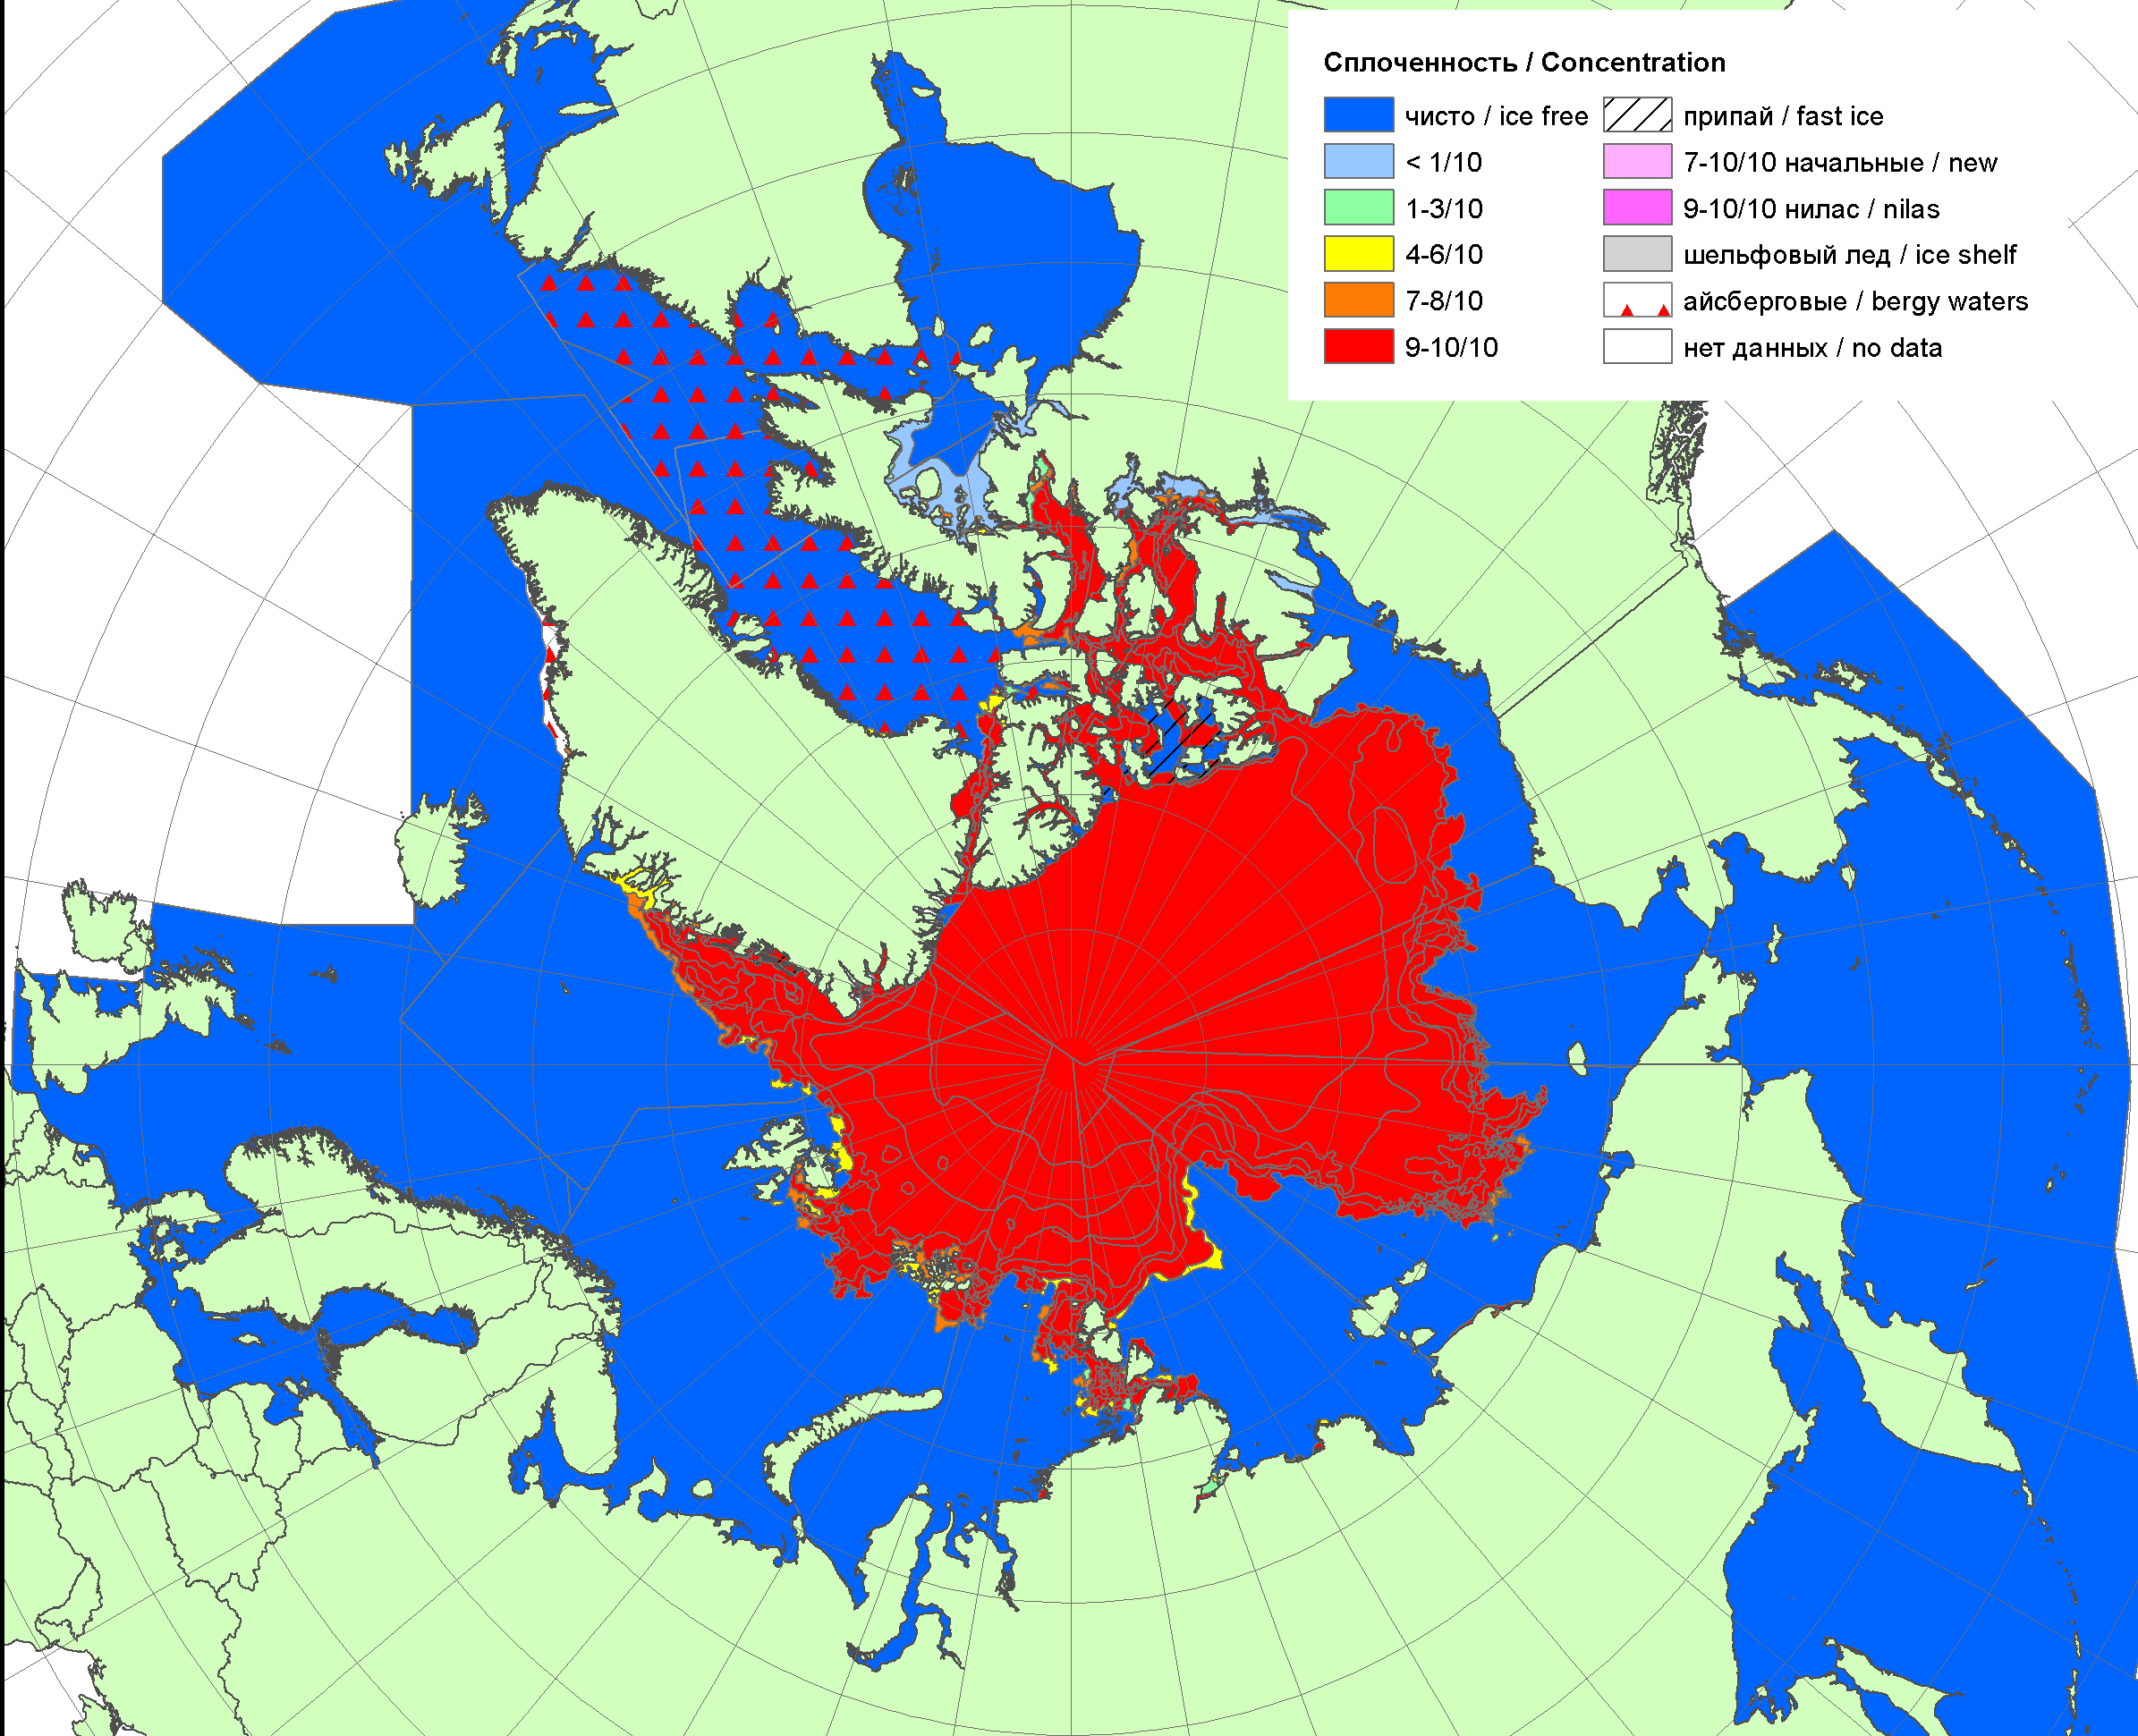 Сплоченность / Concentration
чисто / ice free
< 1/10
1-3/10
4-6/10
7-8/10
9-10/10
припай / fast ice
7-10/10 начальные / new
9-10/10 нилас / nilas
шельфовый лед / ice shelf
айсберговые / bergy waters
нет данных / no data